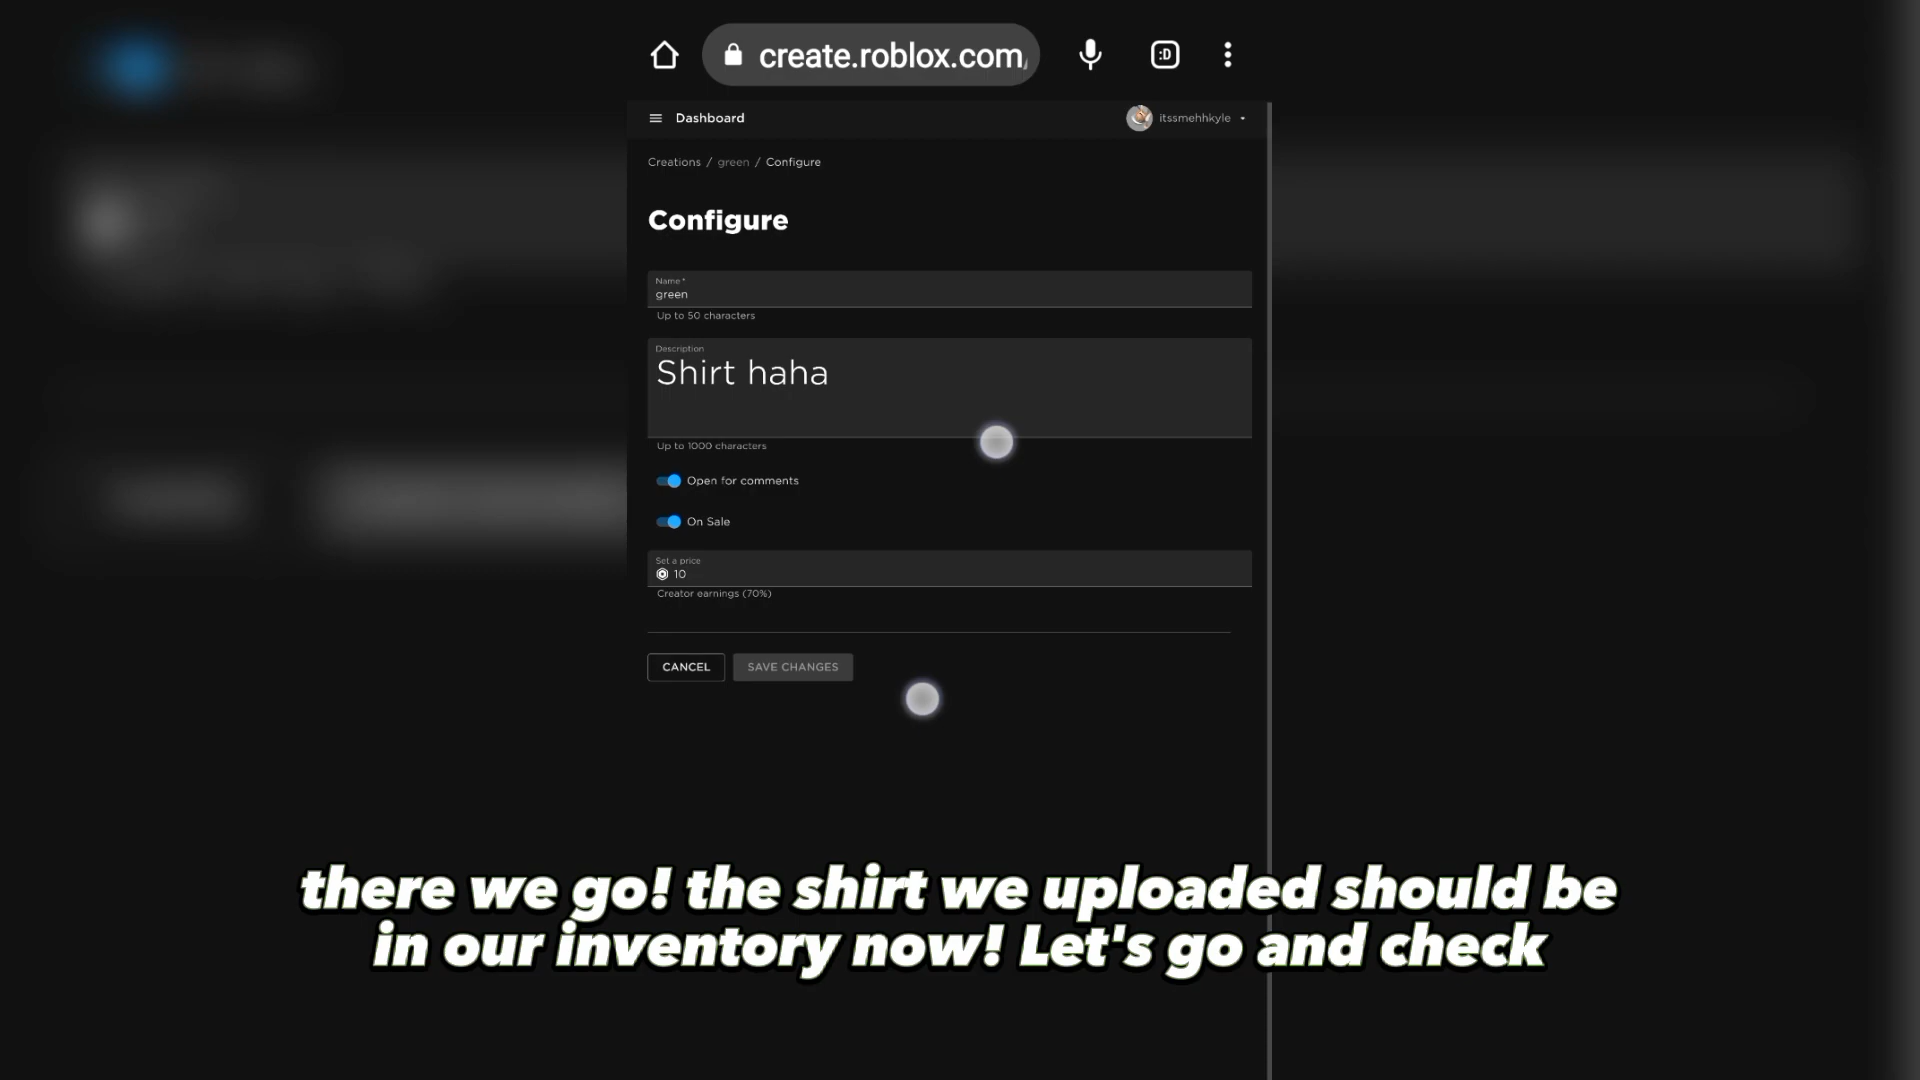 create.roblox.com
:D
Dashboard
itssmehhkyle
Creations / green / Configure
Configure
Name*
green
Up to 50 characters
Description
Shirt haha
Up to 1000 characters
Open for comments
On Sale
Set a price
10
Creator earnings (70%)
CANCEL SAVE CHANGES
there we go! the shirt we uploaded should be
in our inventory now! Let's go and check